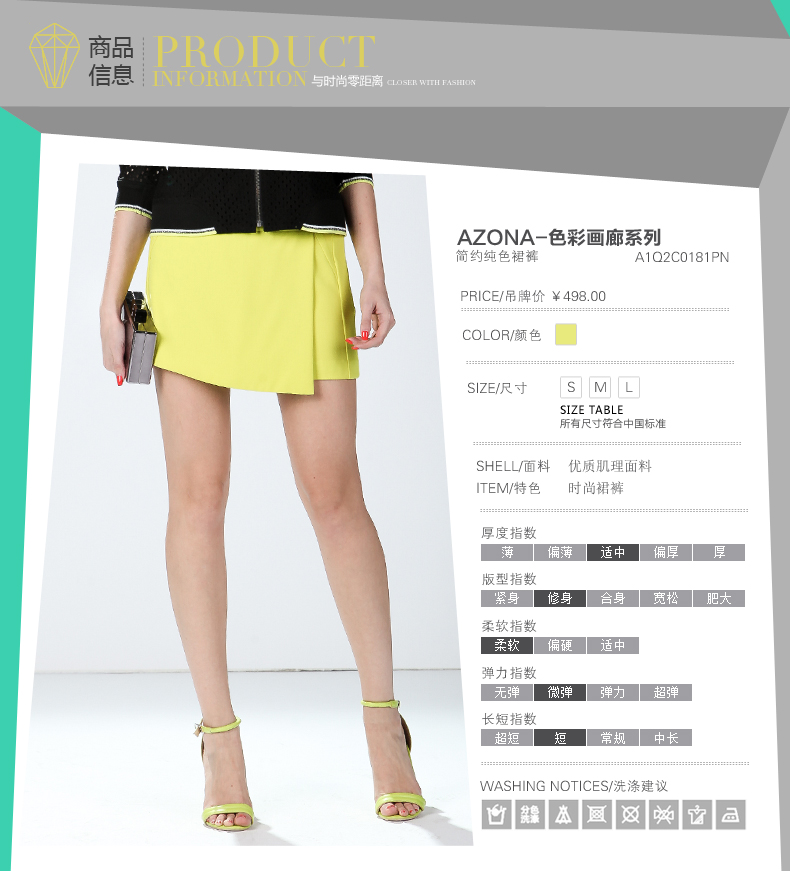 商品
信息
PRODUCT
INFORMATION 与时尚零距离 CLOSER WITH FASHION
AZONA-色彩画廊系列
简约纯色裙裤 A1Q2C0181PN
PRICE/吊牌价 ￥498.00
COLOR/颜色
SIZE/尺寸 S M L
SIZE TABLE
所有尺寸符合中国标准
SHELL/面料 优质肌理面料
ITEM/特色 时尚裙裤
厚度指数
薄 偏薄 适中 偏厚 厚
版型指数
紧身 修身 合身 宽松 肥大
柔软指数
柔软 偏硬 适中
弹力指数
无弹 微弹 弹力 超弹
长短指数
超短 短 常规 中长
WASHING NOTICES/洗涤建议
分色
洗涤